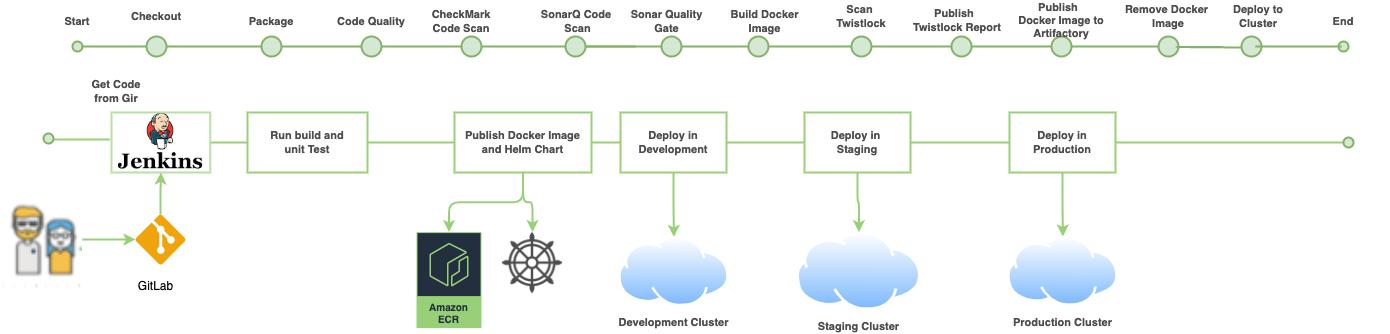 Start
Checkout
Package
Code Quality
CheckMark
Code Scan
SonarQ Code
Scan
Sonar Quality
Gate
Build Docker
Image
Scan
Twistlock
Publish
Twistlock Report
Publish
Docker Image to
Artifactory
Remove Docker
Image
Deploy to
Cluster
End
Get Code
from Gir
Jenkins
Run build and
unit Test
Publish Docker Image
and Helm Chart
Deploy in
Development
Deploy in
Staging
Deploy in
Production
GitLab
Amazon
ECR
Development Cluster
Staging Cluster
Production Cluster